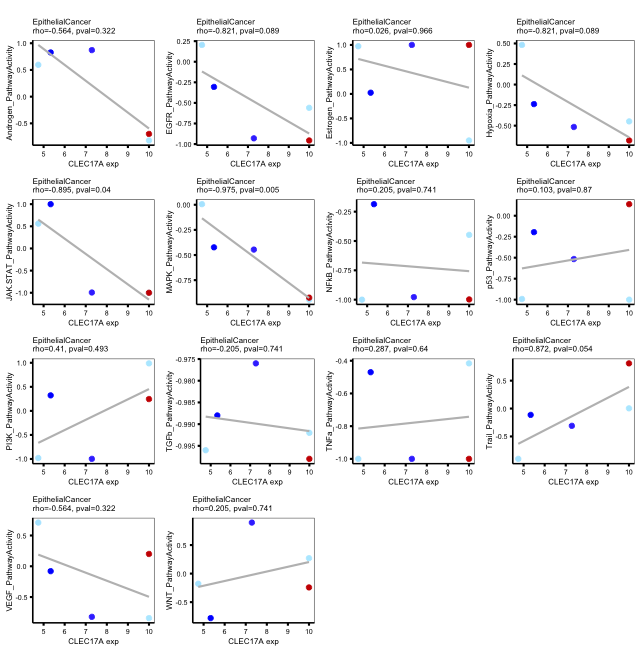 EpithelialCancer
rho=-0.564, pval=0.322
EpithelialCancer
rho=-0.821, pval=0.089
EpithelialCancer
rho=0.026, pval=0.966
EpithelialCancer
rho=-0.821, pval=0.089
Androgen_PathwayActivity
1.0
0.5
0.0
-0.5
5 6 7 8 9 10
CLEC17A exp
EGFR_PathwayActivity
0.25
0.00
-0.25
-0.50
-0.75
-1.00
5 6 7 8 9 10
CLEC17A exp
Estrogen_PathwayActivity
1.0
0.5
0.0
-0.5
-1.0
5 6 7 8 9 10
CLEC17A exp
Hypoxia_PathwayActivity
0.50
0.25
0.00
-0.25
-0.50
5 6 7 8 9 10
CLEC17A exp
EpithelialCancer
rho=-0.895, pval=0.04
EpithelialCancer
rho=-0.975, pval=0.005
EpithelialCancer
rho=0.205, pval=0.741
EpithelialCancer
rho=0.103, pval=0.87
JAK-STAT_PathwayActivity
1.0
0.5
0.0
-0.5
-1.0
5 6 7 8 9 10
CLEC17A exp
MAPK_PathwayActivity
0.00
-0.25
-0.50
-0.75
5 6 7 8 9 10
CLEC17A exp
NFkB_PathwayActivity
-0.25
-0.50
-0.75
-1.00
5 6 7 8 9 10
CLEC17A exp
p53_PathwayActivity
0.00
-0.25
-0.50
-0.75
-1.00
5 6 7 8 9 10
CLEC17A exp
EpithelialCancer
rho=0.41, pval=0.493
EpithelialCancer
rho=-0.205, pval=0.741
EpithelialCancer
rho=0.287, pval=0.64
EpithelialCancer
rho=0.872, pval=0.054
PI3K_PathwayActivity
1.0
0.5
0.0
-0.5
-1.0
5 6 7 8 9 10
CLEC17A exp
TGFb_PathwayActivity
-0.975
-0.980
-0.985
-0.990
-0.995
5 6 7 8 9 10
CLEC17A exp
TNFa_PathwayActivity
-0.4
-0.6
-0.8
-1.0
5 6 7 8 9 10
CLEC17A exp
Trail_PathwayActivity
0.5
0.0
-0.5
5 6 7 8 9 10
CLEC17A exp
EpithelialCancer
rho=-0.564, pval=0.322
EpithelialCancer
rho=0.205, pval=0.741
VEGF_PathwayActivity
0.5
0.0
-0.5
5 6 7 8 9 10
CLEC17A exp
WNT_PathwayActivity
0.5
0.0
-0.5
5 6 7 8 9 10
CLEC17A exp